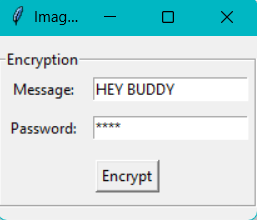 Imag...
Encryption
Message: HEY BUDDY
Password: ****
Encrypt